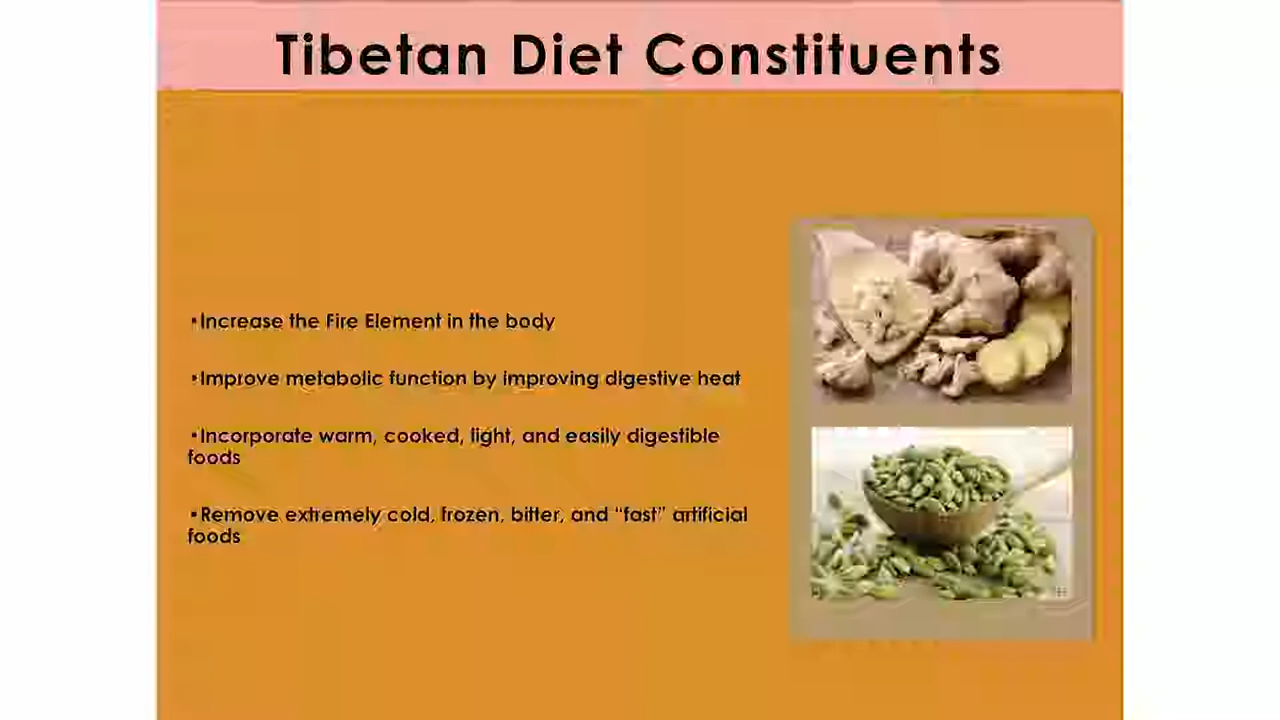 Tibetan Diet Constituents
▪Increase the Fire Element in the body
▪Improve metabolic function by improving digestive heat
▪Incorporate warm, cooked, light, and easily digestible
foods
▪Remove extremely cold, frozen, bitter, and “fast” artificial
foods